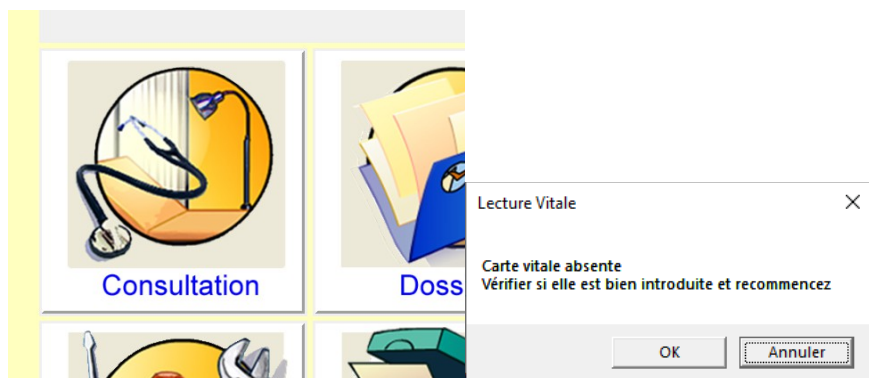 Consultation
Doss
Lecture Vitale
Carte vitale absente
Vérifier si elle est bien introduite et recommencez
OK
Annuler